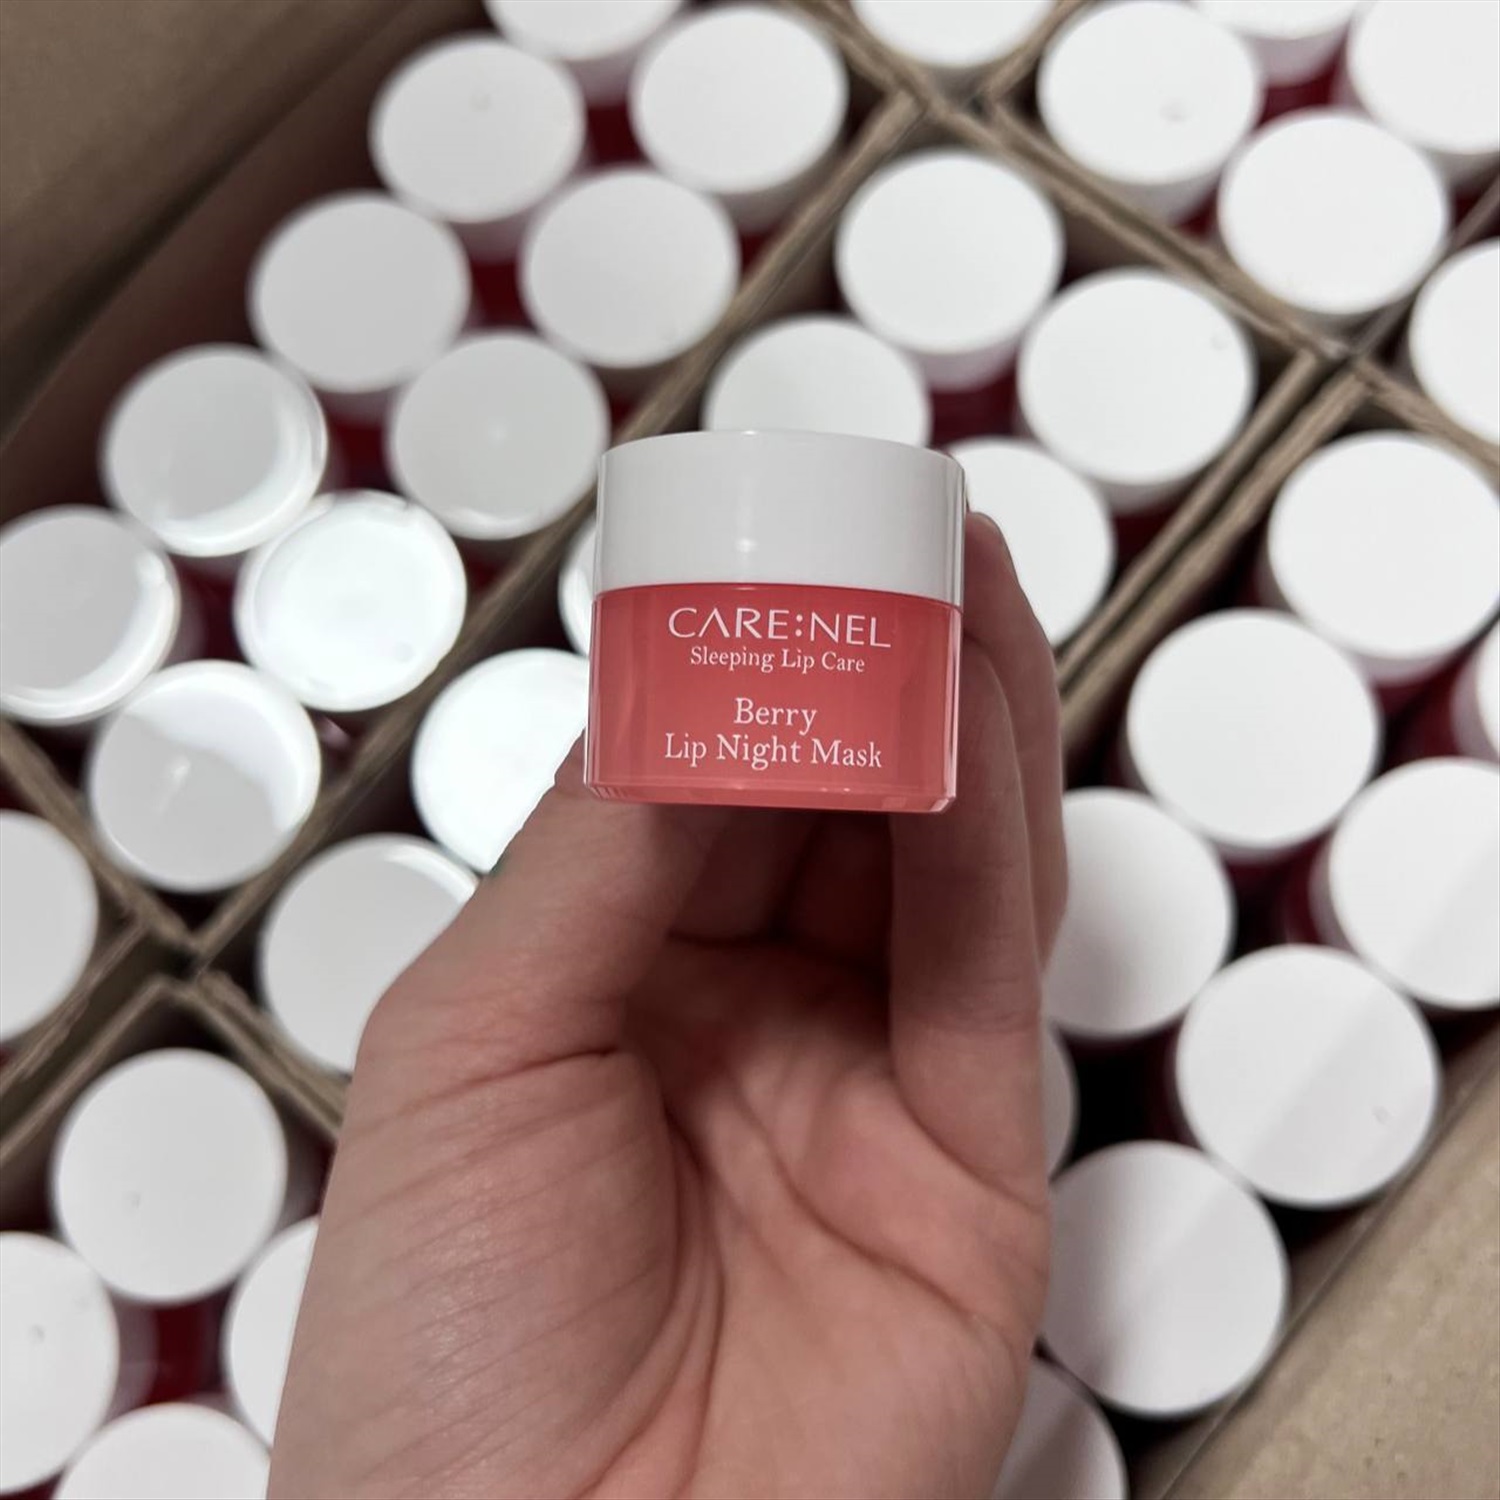 CARE:NEL
Sleeping Lip Care
Berry
Lip Night Mask